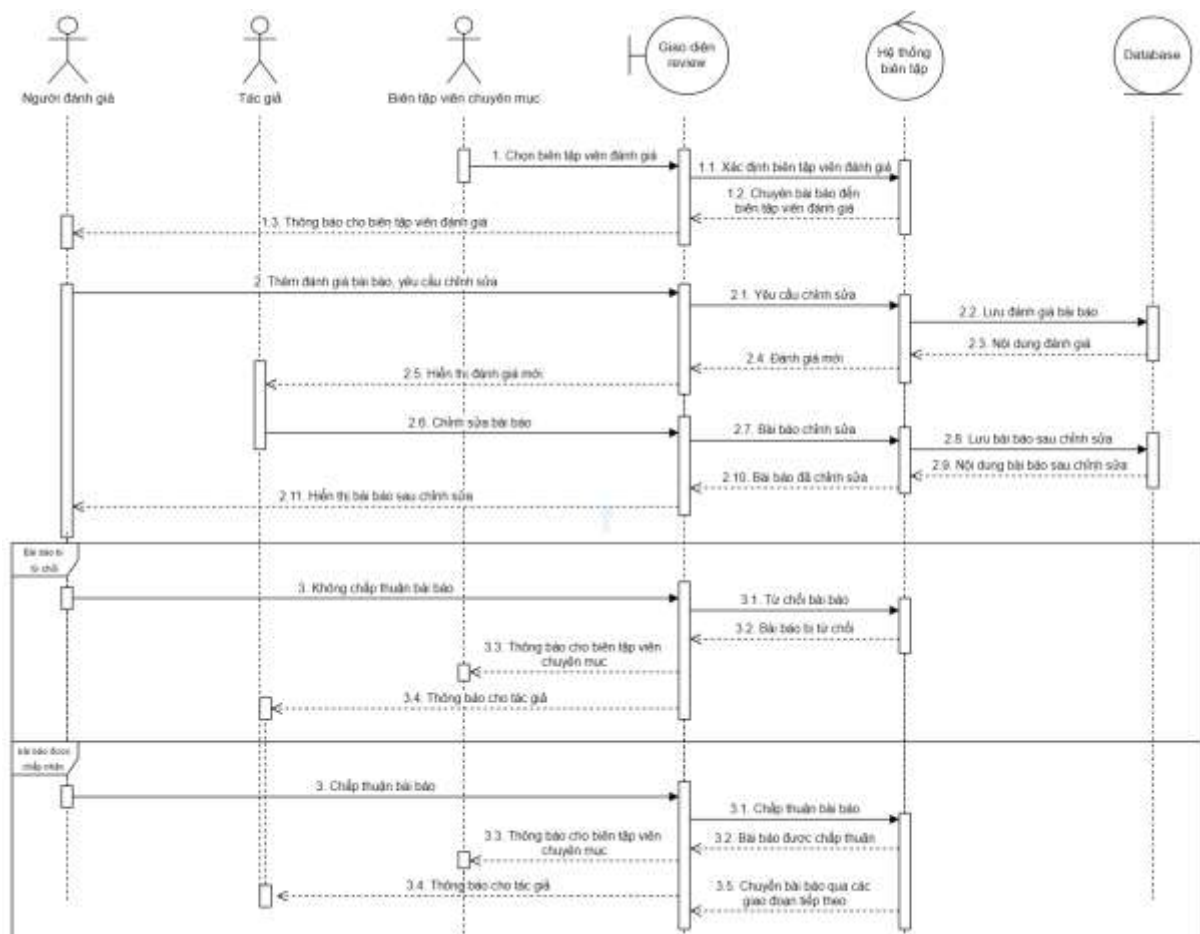 Người đánh giá
Tác giả
Biên tập viên chuyên mục
Giao diện
review
Hệ thống
biên tập
Database
1. Chọn biên tập viên đánh giá
1.1. Xác định biên tập viên đánh giá
1.2. Chuyển bài báo đến
biên tập viên đánh giá
1.3. Thông báo cho biên tập viên đánh giá
2. Thêm đánh giá bài báo, yêu cầu chỉnh sửa
2.1. Yêu cầu chỉnh sửa
2.2. Lưu đánh giá bài báo
2.3. Nội dung đánh giá
2.4. Đánh giá mới
2.5. Hiển thị đánh giá mới
2.6. Chỉnh sửa bài báo
2.7. Bài báo chỉnh sửa
2.8. Lưu bài báo sau chỉnh sửa
2.9. Nội dung bài báo sau chỉnh sửa
2.10. Bài báo đã chỉnh sửa
2.11. Hiển thị bài báo sau chỉnh sửa
Bài báo bị
từ chối
3. Không chấp thuận bài báo
3.1. Từ chối bài báo
3.2. Bài báo bị từ chối
3.3. Thông báo cho biên tập viên
chuyên mục
3.4. Thông báo cho tác giả
Bài báo được
chấp nhận
3. Chấp thuận bài báo
3.1. Chấp thuận bài báo
3.2. Bài báo được chấp thuận
3.3. Thông báo cho biên tập viên
chuyên mục
3.4. Thông báo cho tác giả
3.5. Chuyển bài báo qua các
giao đoạn tiếp theo